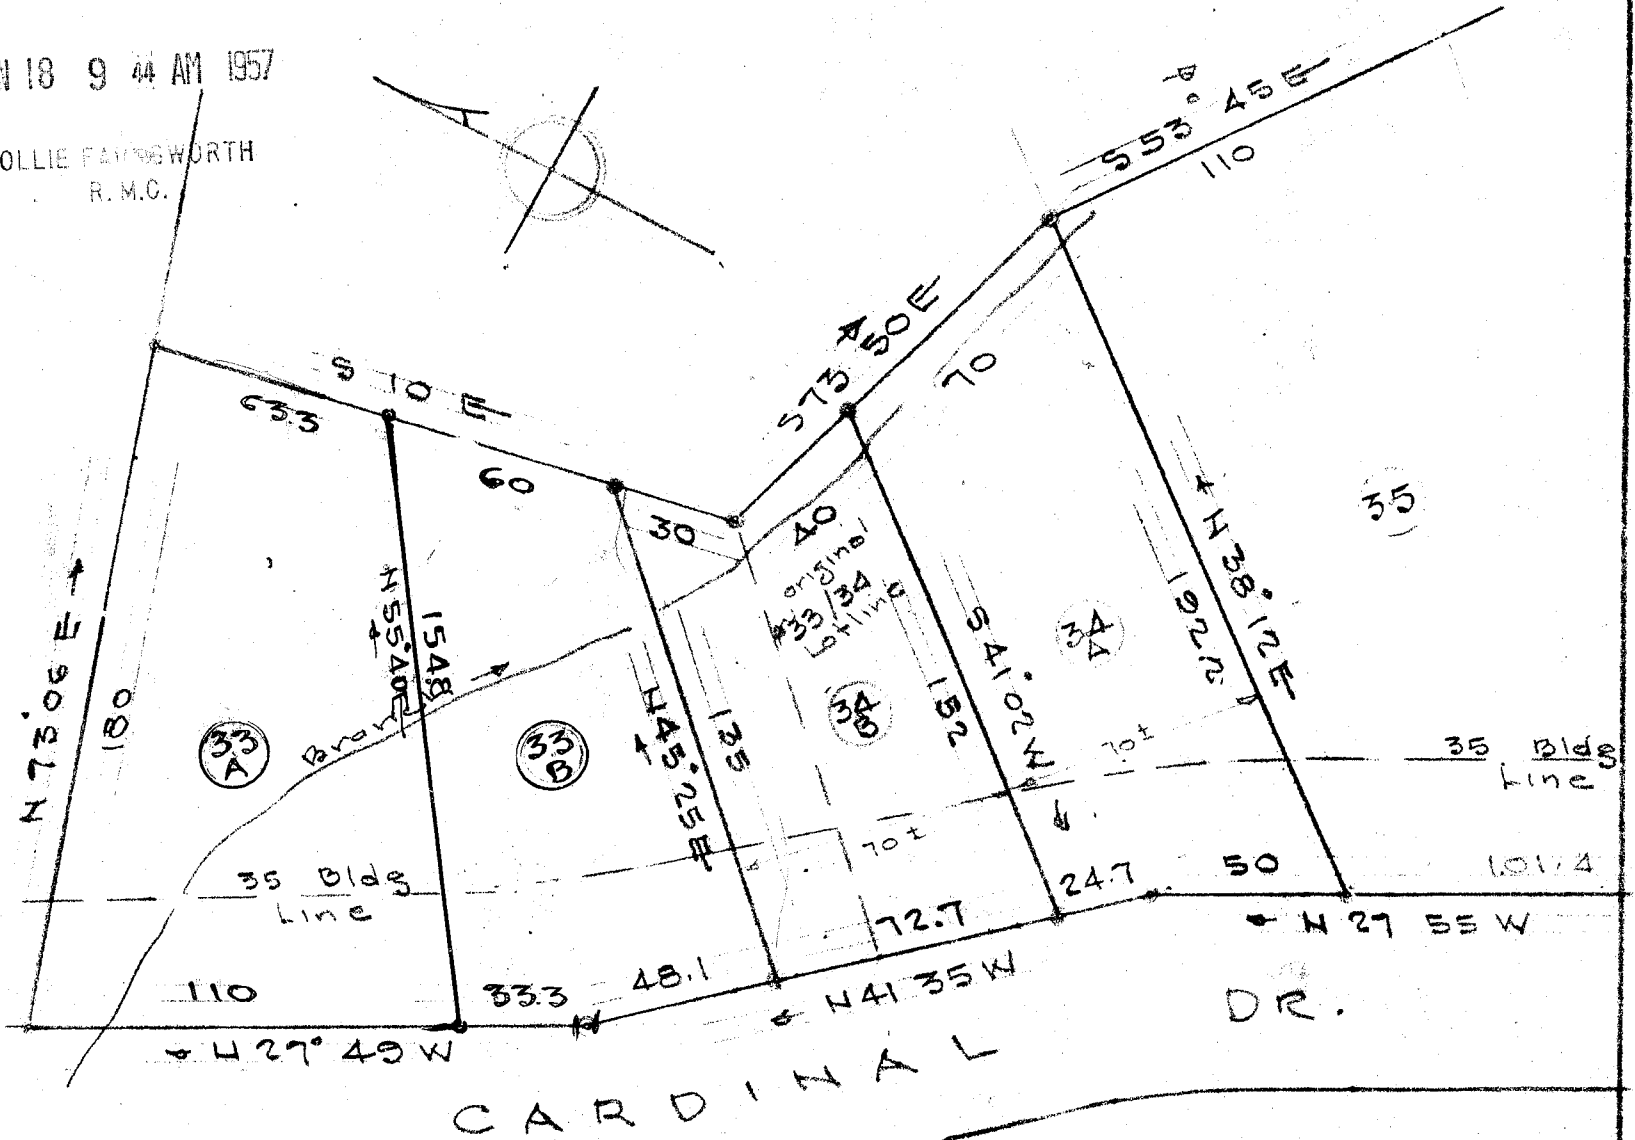 18 9 44 AM 1957
OLLIE FARNSWORTH
R. M. C.
S 53° 45 E
110
S 73 50 E
70
S 10 E
63.3
60
30
40
original
33/34
Lot line
35
N 73° 06 E
180
N 55° 40 E
154.8
Branch
33 A
33 B
N 45° 25 E
135
34 B
152
S 41° 02 W
34 A
192.2
N 38° 12 E
70±
70±
35 Bldg
Line
35 Bldg
Line
110
33.3
48.1
72.7
24.7
50
101.4
N 27° 49 W
N 41 35 W
N 27 55 W
CARDINAL DR.